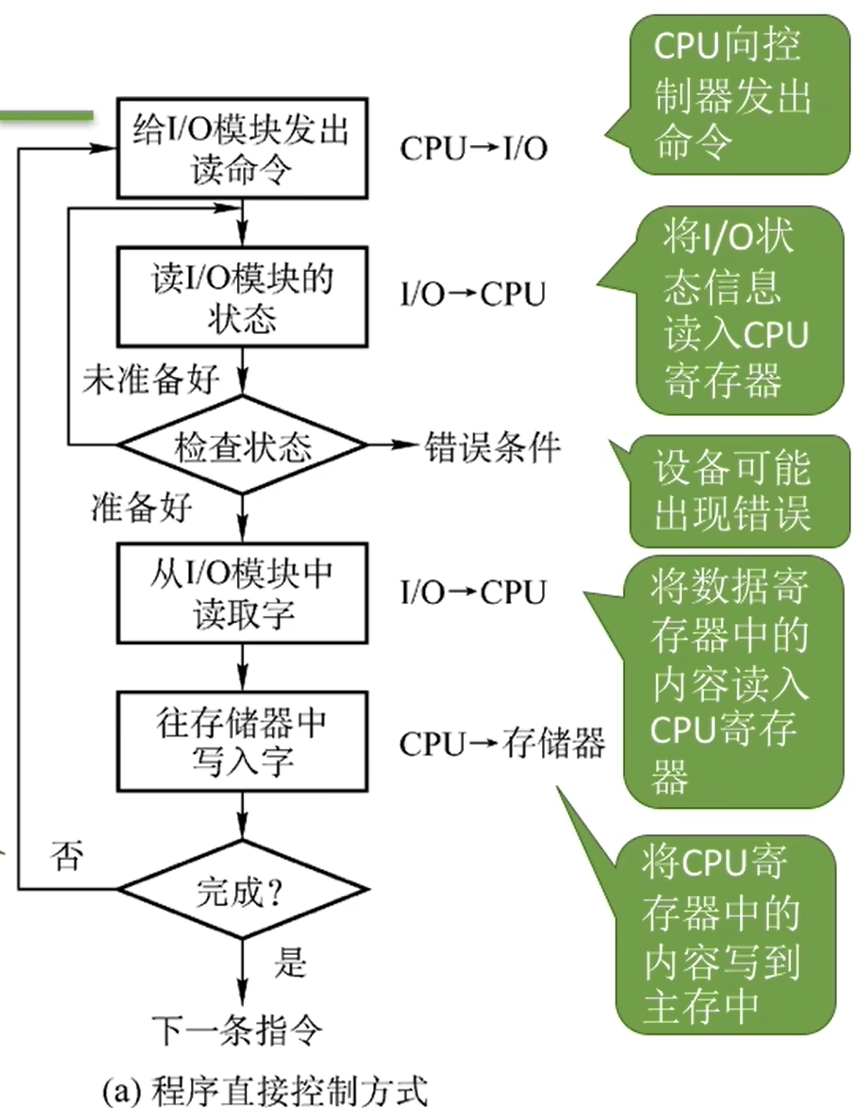 CPU向控
制器发出
命令
给I/O模块发出
读命令
CPU→I/O
将I/O状
态信息
读入CPU
寄存器
读I/O模块的
状态
I/O→CPU
未准备好
检查状态
错误条件
设备可能
出现错误
准备好
从I/O模块中
读取字
I/O→CPU
将数据寄
存器中的
内容读入
CPU寄存
器
往存储器中
写入字
CPU→存储器
将CPU寄
存器中的
内容写到
主存中
否
完成?
是
下一条指令
(a) 程序直接控制方式